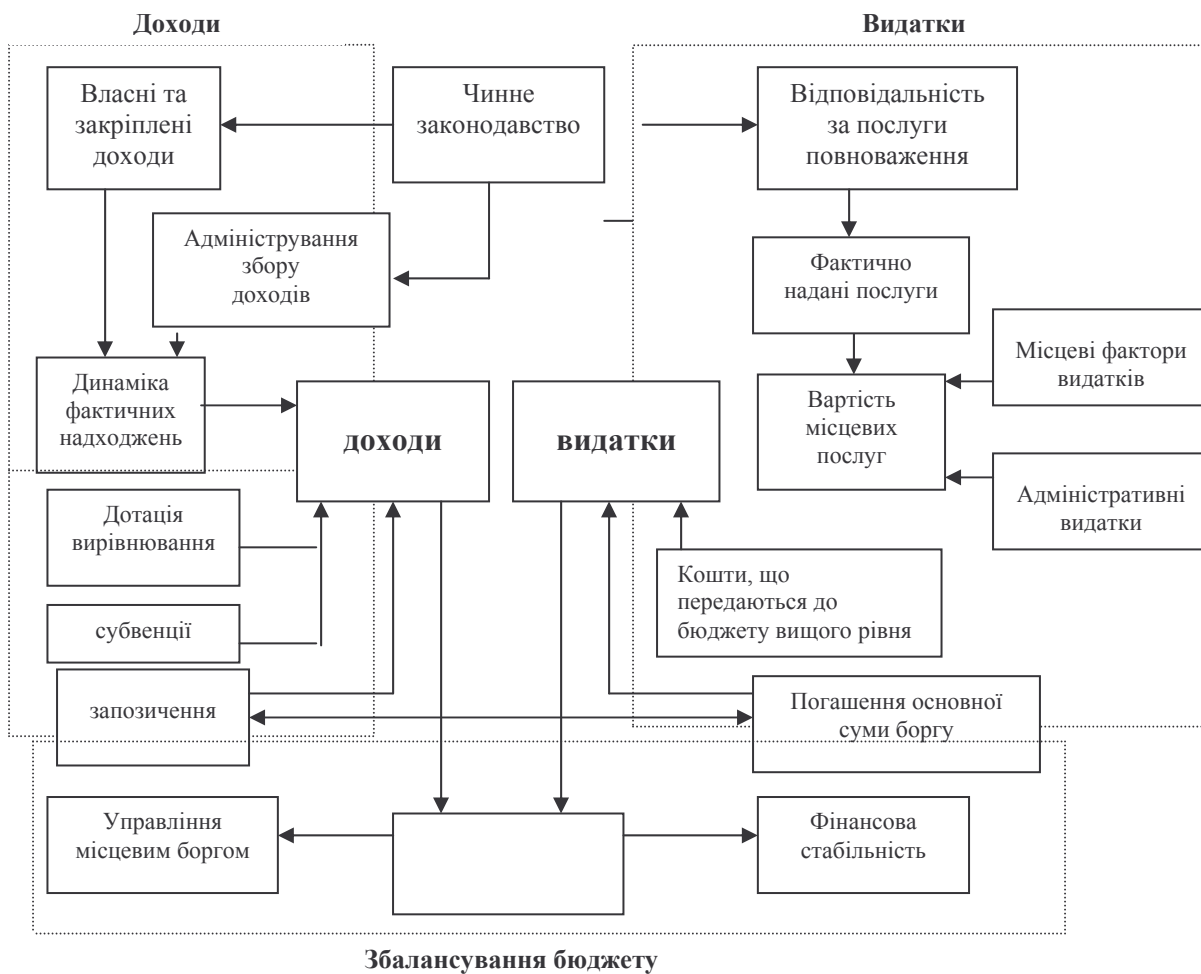 Доходи
Видатки
Власні та
закріплені
доходи
Чинне
законодавство
Відповідальність
за послуги
повноваження
Адміністрування
збору
доходів
Фактично
надані послуги
Місцеві фактори
видатків
Динаміка
фактичних
надходжень
доходи
видатки
Вартість
місцевих
послуг
Адміністративні
видатки
Дотація
вирівнювання
Кошти, що
передаються до
бюджету вищого рівня
субвенції
запозичення
Погашення основної
суми боргу
Управління
місцевим боргом
Фінансова
стабільність
Збалансування бюджету